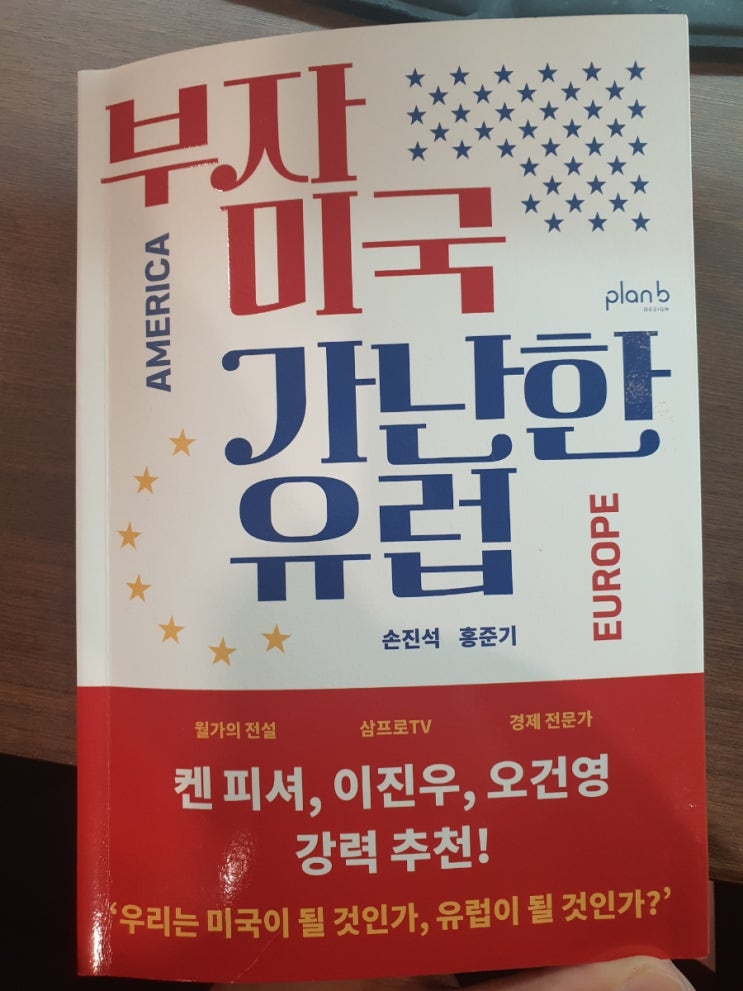 부자
미국
AMERICA
plan b
DESIGN
가난한
유럽
EUROPE
손진석 홍준기
월가의 전설 삼프로TV 경제 전문가
켄 피셔, 이진우, 오건영
강력 추천!
‘우리는 미국이 될 것인가, 유럽이 될 것인가?’